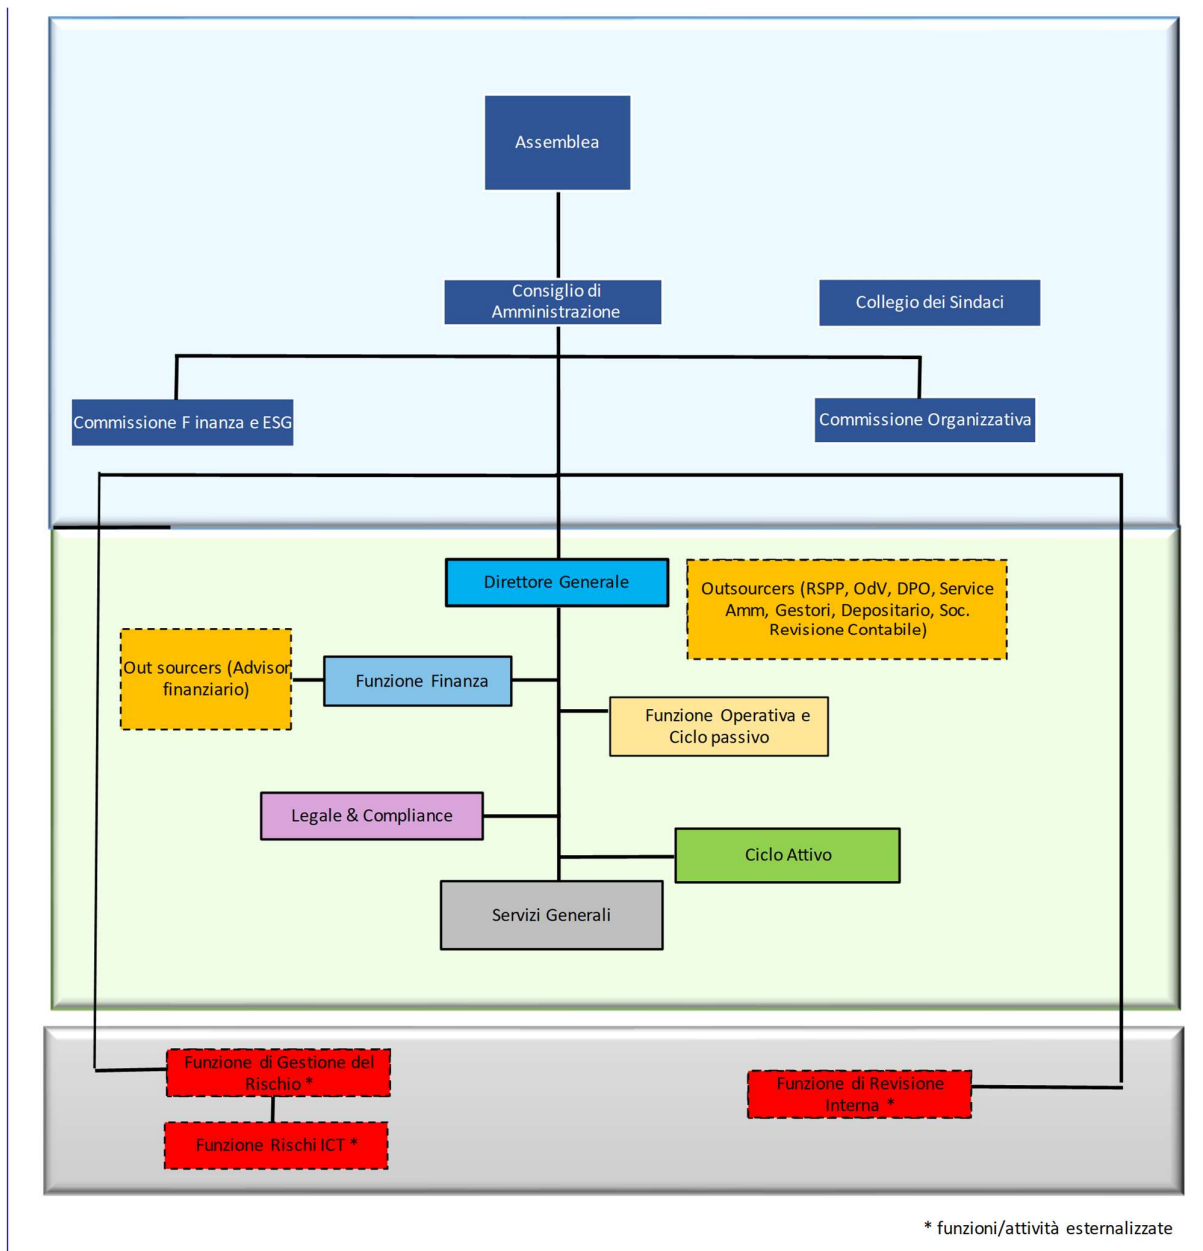 Assemblea
Consiglio di
Amministrazione
Collegio dei Sindaci
Commissione F inanza e ESG
Commissione Organizzativa
Direttore Generale
Outsourcers (RSPP, OdV, DPO, Service
Amm, Gestori, Depositario, Soc.
Revisione Contabile)
Out sourcers (Advisor
finanziario)
Funzione Finanza
Funzione Operativa e
Ciclo passivo
Legale & Compliance
Ciclo Attivo
Servizi Generali
Funzione di Gestione del
Rischio *
Funzione di Revisione
Interna *
Funzione Rischi ICT *
* funzioni/attività esternalizzate